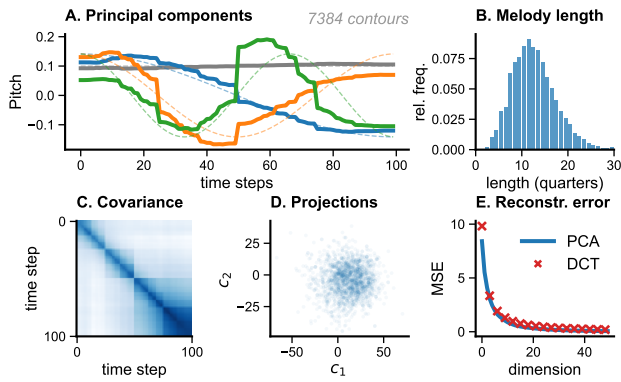 A. Principal components
7384 contours
Pitch
0.2
0.1
0.0
−0.1
0
20
40
60
80
100
time steps
B. Melody length
rel. freq.
0.075
0.050
0.025
0.000
0
10
20
30
length (quarters)
C. Covariance
time step
0
100
0
100
time step
D. Projections
c2
25
0
−25
−50
0
50
c1
E. Reconstr. error
MSE
10
5
0
PCA
DCT
0
20
40
dimension